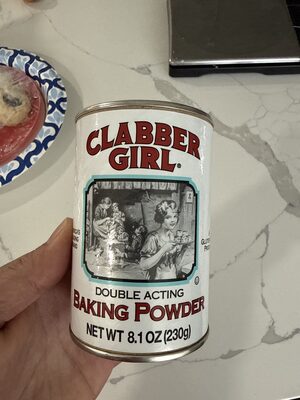 CLABBER
GIRL®
DOUBLE ACTING
BAKING POWDER
NET WT 8.1 OZ (230g)